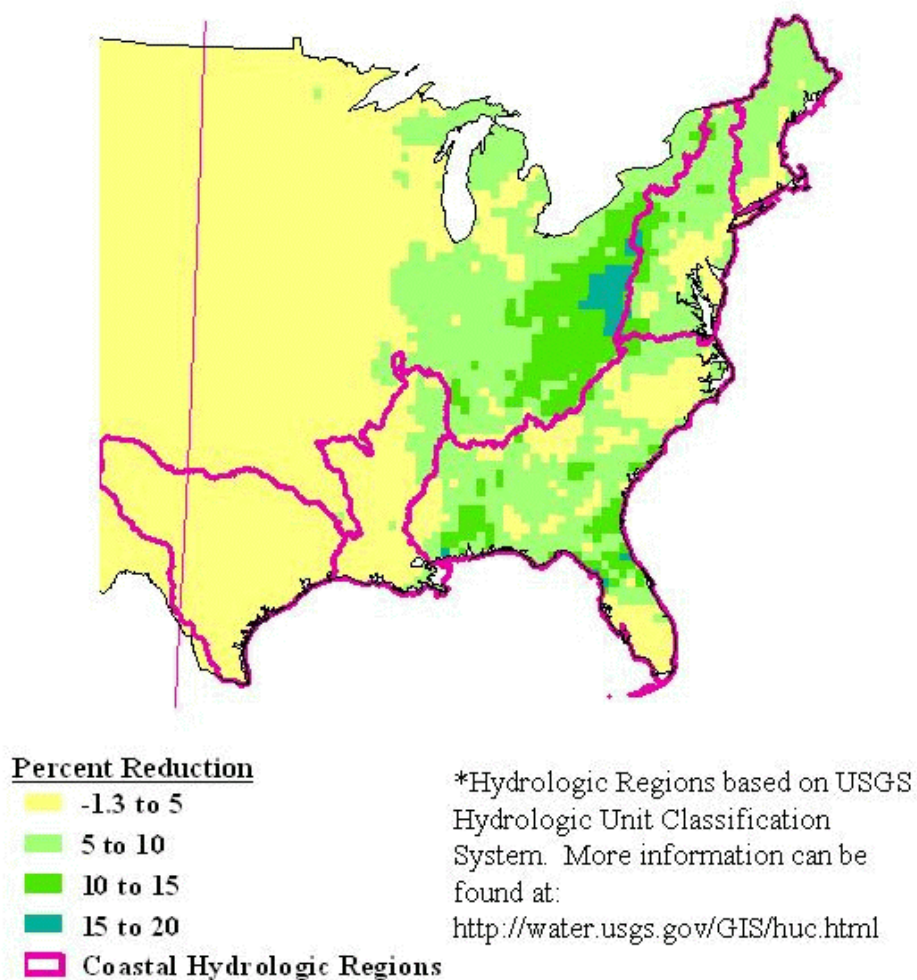 Percent Reduction
-1.3 to 5
5 to 10
10 to 15
15 to 20
Coastal Hydrologic Regions
*Hydrologic Regions based on USGS
Hydrologic Unit Classification
System. More information can be
found at:
http://water.usgs.gov/GIS/huc.html